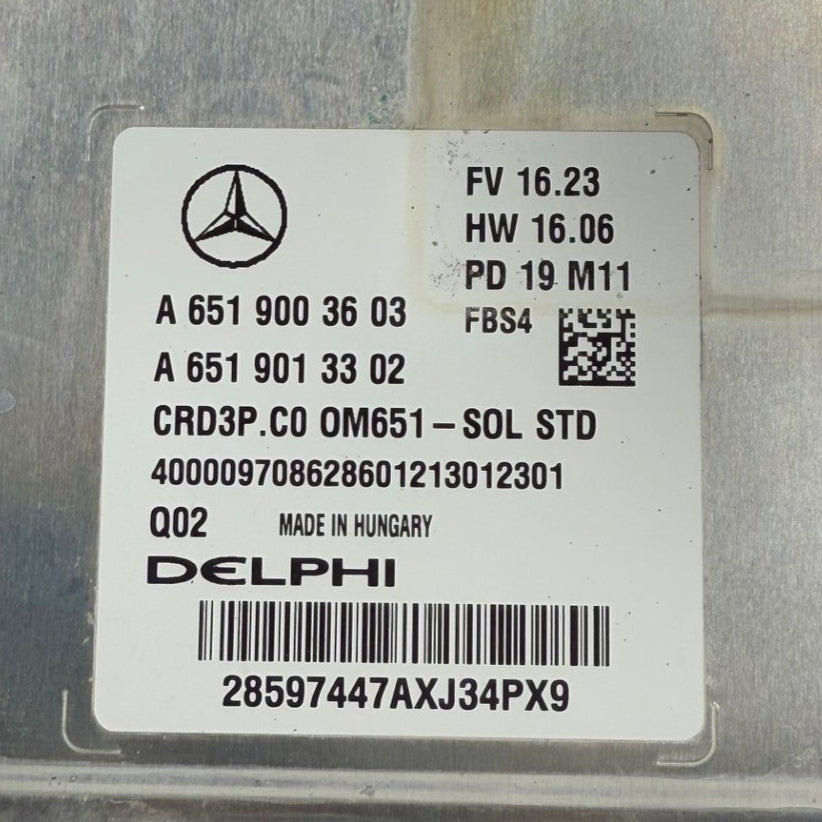 FV 16.23
HW 16.06
PD 19 M11
A 651 900 36 03
FBS4
A 651 901 33 02
CRD3P.C0 OM651-SOL STD
400009708628601213012301
Q02 MADE IN HUNGARY
DELPHI
28597447AXJ34PX9